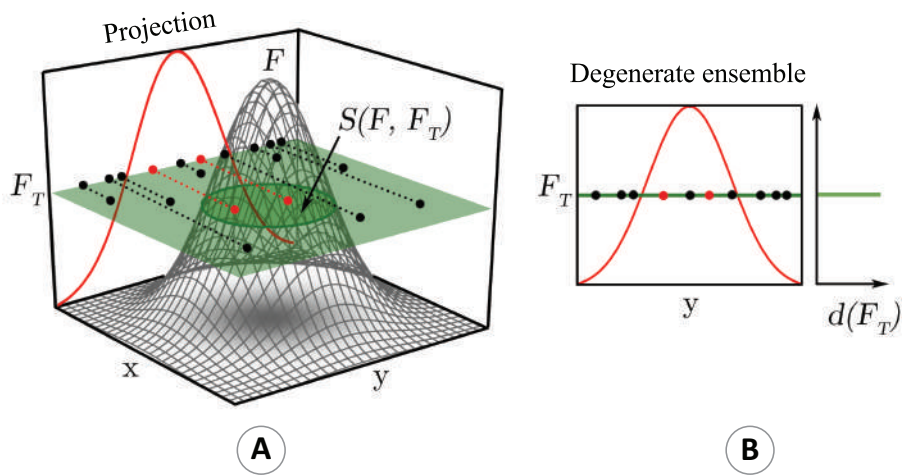 Projection
F
S(F, F_T)
F_T
x
y
A
Degenerate ensemble
F_T
y
d(F_T)
B